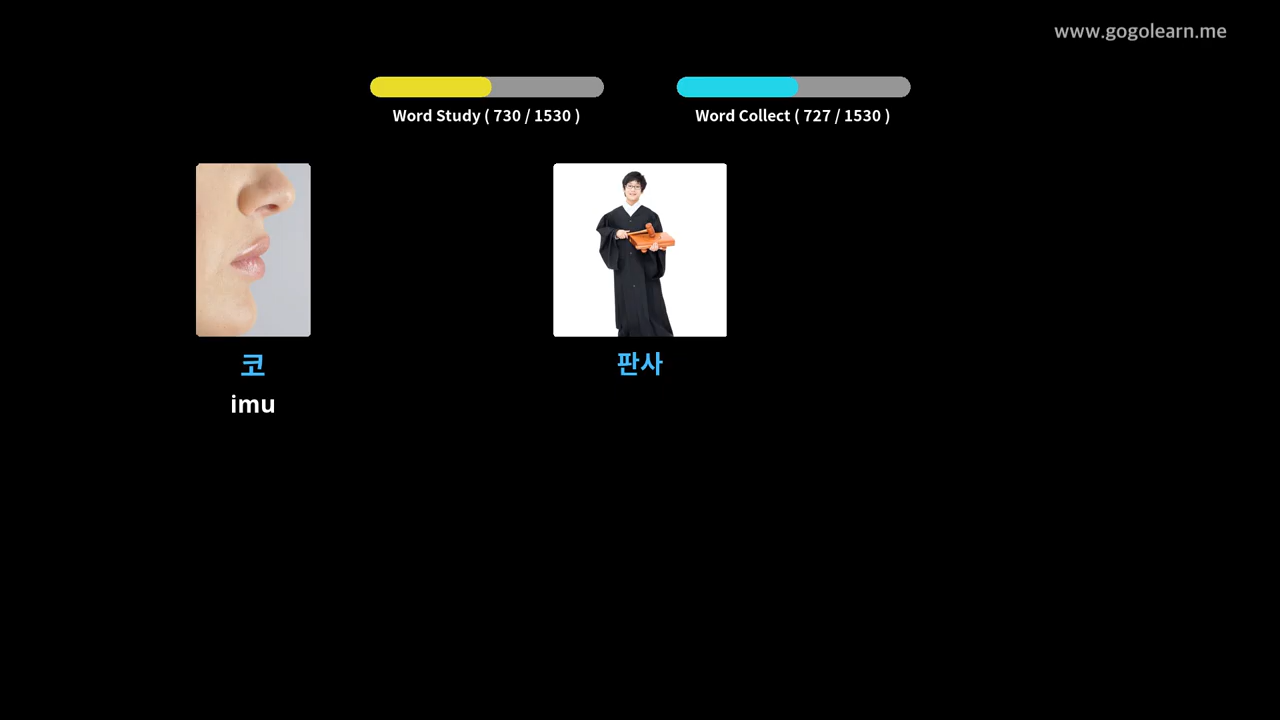 www.gogolearn.me
Word Study ( 730 / 1530 )
Word Collect ( 727 / 1530 )
코
imu
판사